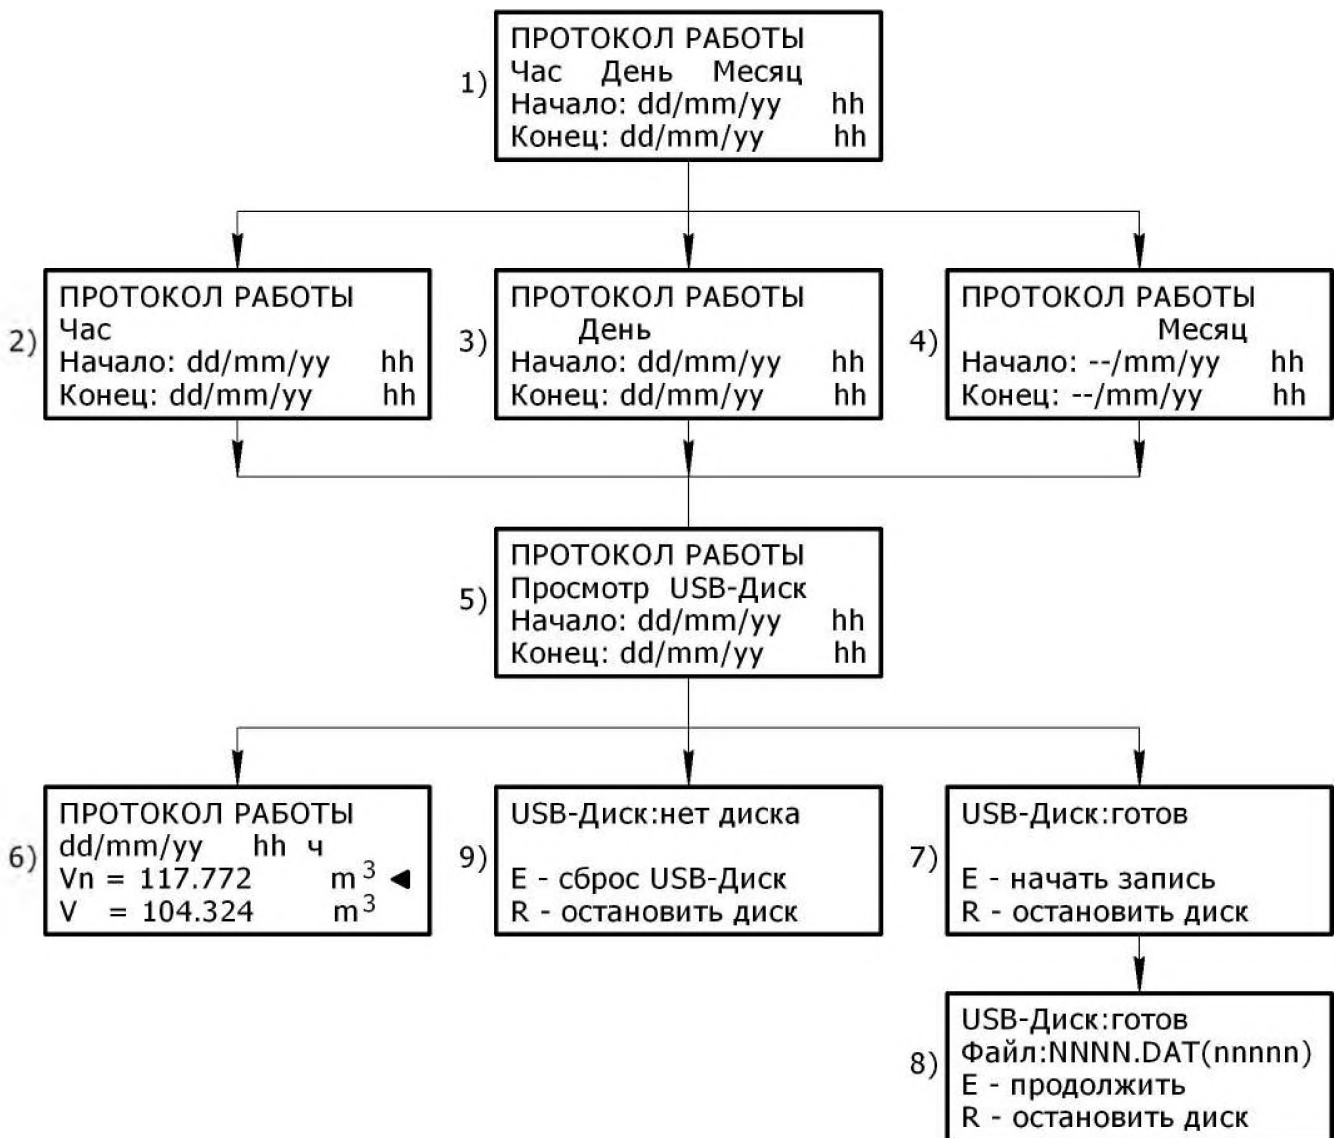 1)
ПРОТОКОЛ РАБОТЫ
Час День Месяц
Начало: dd/mm/yy hh
Конец: dd/mm/yy hh
2)
ПРОТОКОЛ РАБОТЫ
Час
Начало: dd/mm/yy hh
Конец: dd/mm/yy hh
3)
ПРОТОКОЛ РАБОТЫ
День
Начало: dd/mm/yy hh
Конец: dd/mm/yy hh
4)
ПРОТОКОЛ РАБОТЫ
Месяц
Начало: --/mm/yy hh
Конец: --/mm/yy hh
5)
ПРОТОКОЛ РАБОТЫ
Просмотр USB-Диск
Начало: dd/mm/yy hh
Конец: dd/mm/yy hh
6)
ПРОТОКОЛ РАБОТЫ
dd/mm/yy hh ч
Vn = 117.772 m³ ◄
V = 104.324 m³
9)
USB-Диск:нет диска
E - сброс USB-Диск
R - остановить диск
7)
USB-Диск:готов
E - начать запись
R - остановить диск
8)
USB-Диск:готов
Файл:NNNN.DAT(nnnnn)
E - продолжить
R - остановить диск